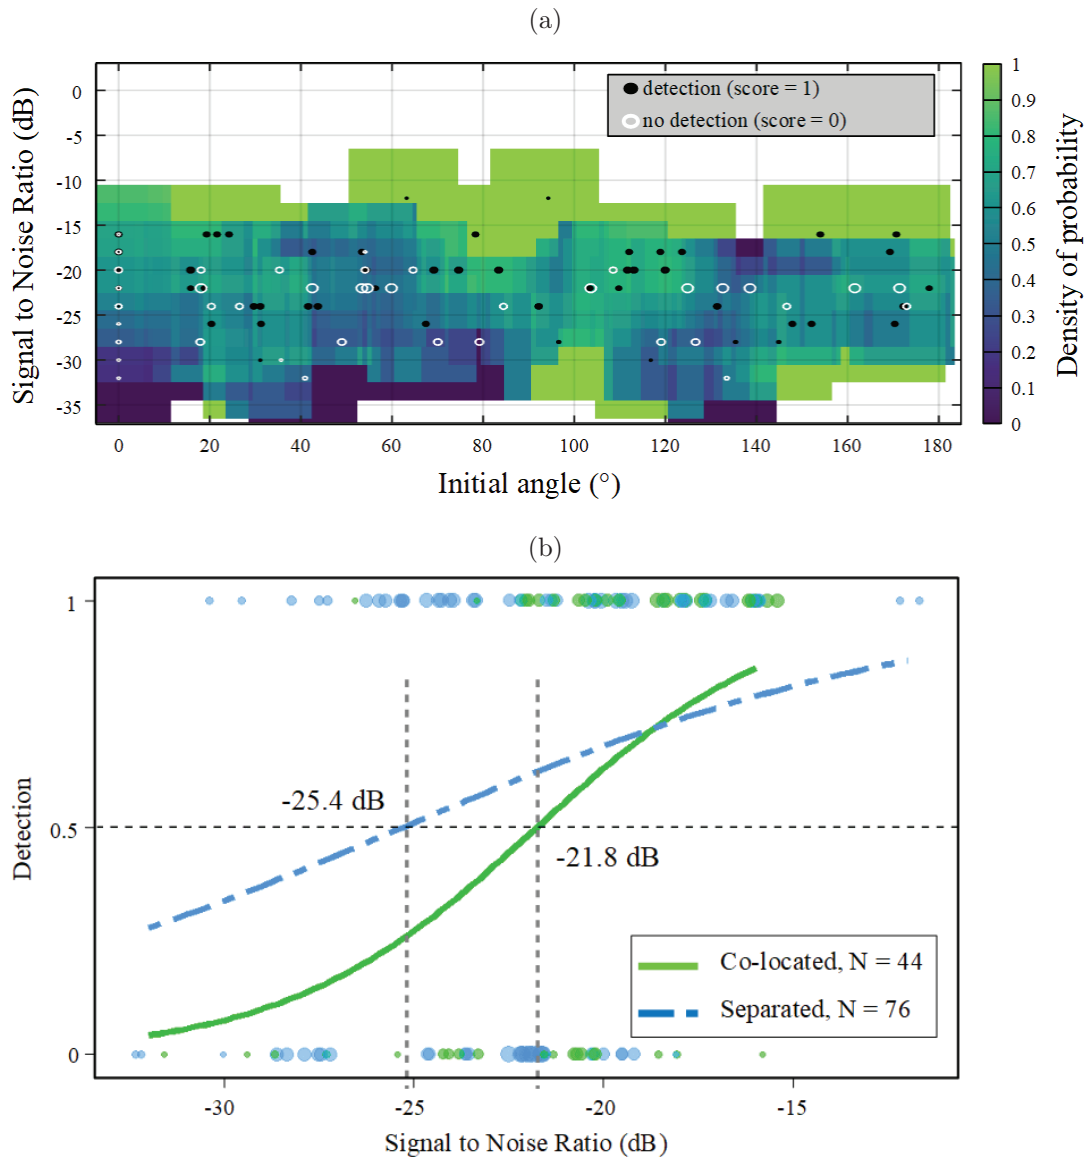 (a)
Signal to Noise Ratio (dB)
0
-5
-10
-15
-20
-25
-30
-35
detection (score = 1)
no detection (score = 0)
0 20 40 60 80 100 120 140 160 180
Initial angle (°)
1
0.9
0.8
0.7
0.6
0.5
0.4
0.3
0.2
0.1
0
Density of probability
(b)
Detection
1
0.5
0
-25.4 dB
-21.8 dB
Co-located, N = 44
Separated, N = 76
-30 -25 -20 -15
Signal to Noise Ratio (dB)